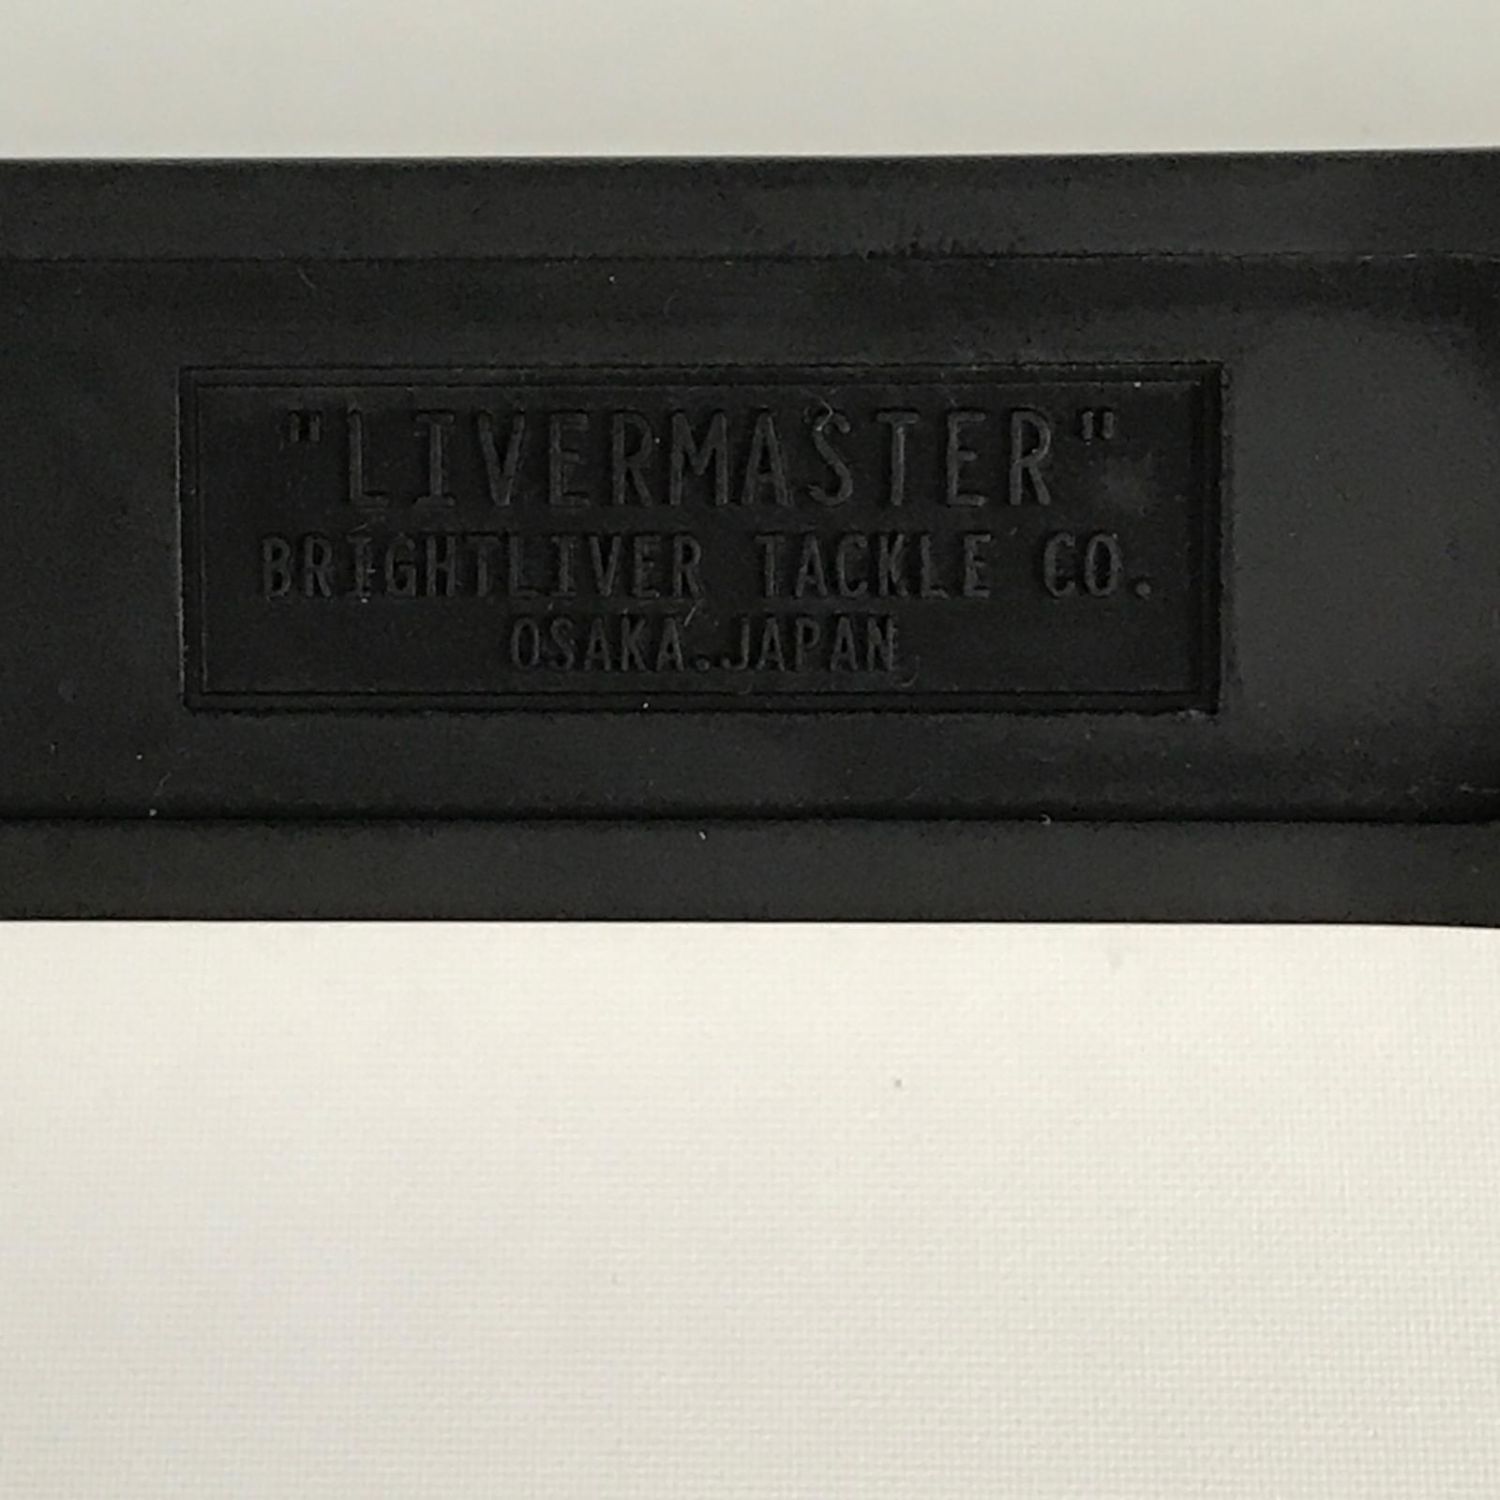 "LIVERMASTER"
BRIGHTLIVER TACKLE CO.
OSAKA..JAPAN